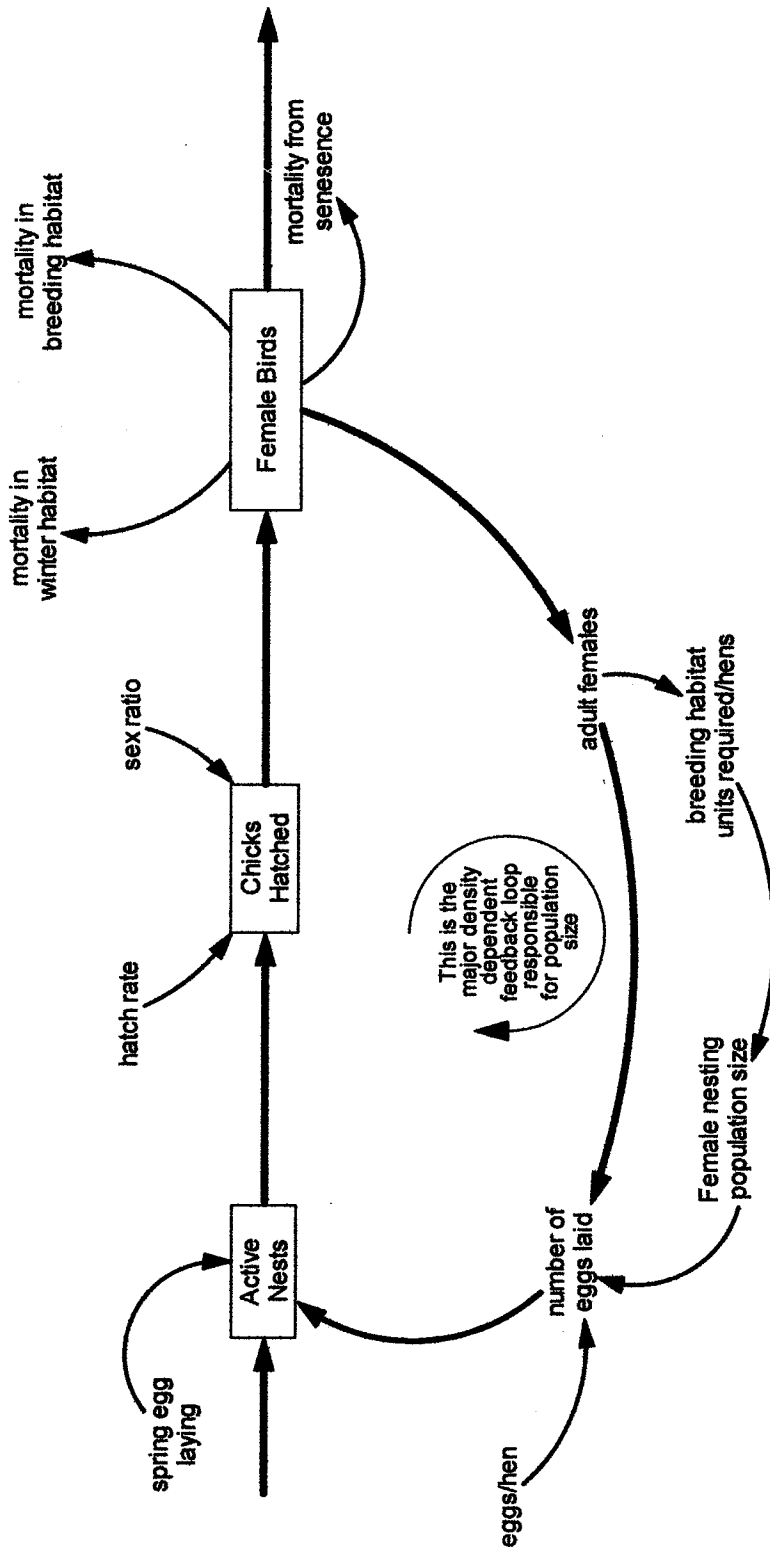 spring egg
laying
Active
Nests
hatch rate
Chicks
Hatched
sex ratio
mortality in
winter habitat
mortality in
breeding habitat
Female Birds
mortality from
senesence
adult females
breeding habitat
units required/hens
This is the
major density
dependent
feedback loop
responsible
for population
size
Female nesting
population size
number of
eggs laid
eggs/hen